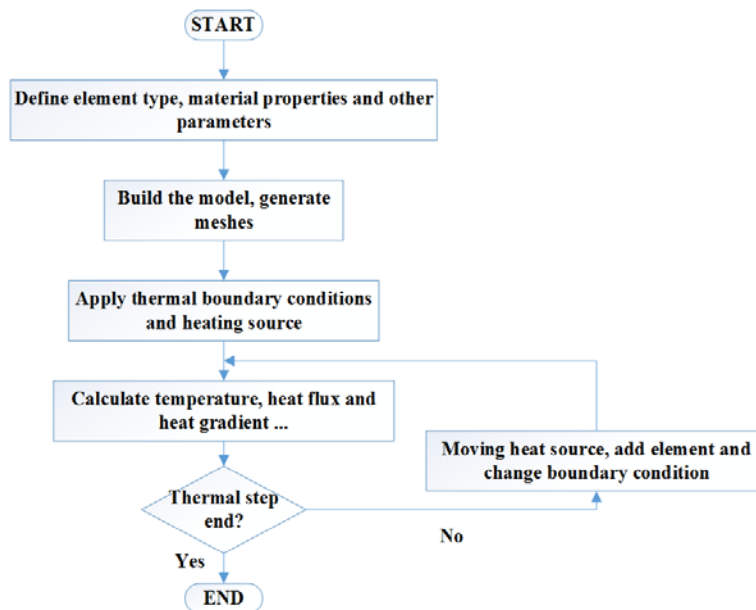 START
Define element type, material properties and other
parameters
Build the model, generate
meshes
Apply thermal boundary conditions
and heating source
Calculate temperature, heat flux and
heat gradient ...
Moving heat source, add element and
change boundary condition
Thermal step
end?
No
Yes
END